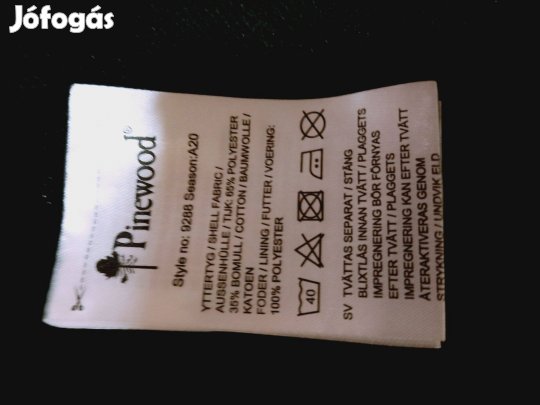 Jófogás
Pinewood®
Style no: 9288 Season:A20
YTTERTYG / SHELL FABRIC /
AUSSENHÜLLE / TIJK: 65% POLYESTER
35% BOMULL / COTTON / BAUMWOLLE /
KATOEN
FODER / LINING / FUTTER / VOERING:
100% POLYESTER
40
SV TVÄTTAS SEPARAT / STÄNG
BLIXTLÅS INNAN TVÄTT / PLAGGETS
IMPREGNERING BÖR FÖRNYAS
EFTER TVÄTT / PLAGGETS
IMPREGNERING KAN EFTER TVÄTT
ÅTERAKTIVERAS GENOM
STRYKNING / UNDVIK ELD